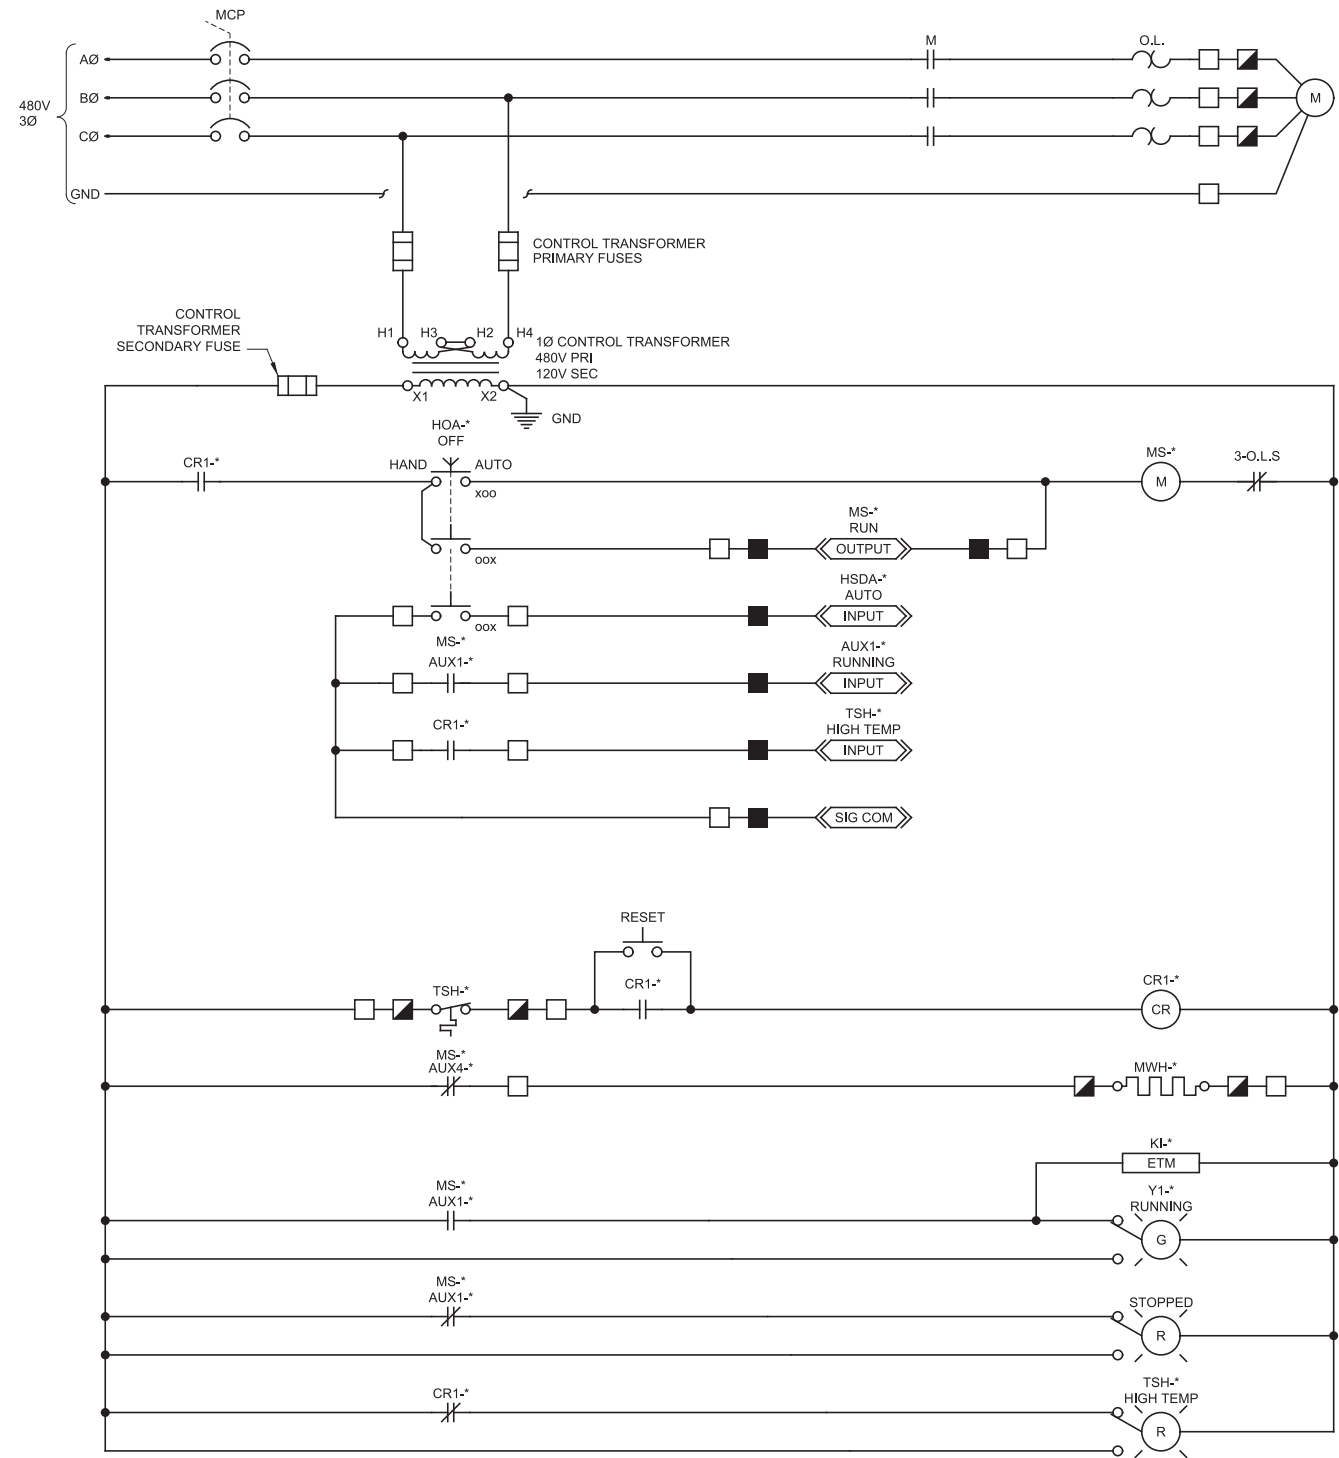 MCP
M
O.L.
AØ
BØ
CØ
480V
3Ø
M
GND
CONTROL TRANSFORMER
PRIMARY FUSES
CONTROL
TRANSFORMER
SECONDARY FUSE
H1 H3 H2 H4
1Ø CONTROL TRANSFORMER
480V PRI
120V SEC
X1 X2
GND
HOA-*
OFF
HAND AUTO
CR1-*
xoo
MS-*
M
3-O.L.S
MS-*
RUN
OUTPUT
oox
HSDA-*
AUTO
INPUT
oox
MS-*
AUX1-*
AUX1-*
RUNNING
INPUT
CR1-*
TSH-*
HIGH TEMP
INPUT
SIG COM
RESET
TSH-*
CR1-*
CR1-*
CR
MS-*
AUX4-*
MWH-*
KI-*
ETM
MS-*
AUX1-*
Y1-*
RUNNING
G
MS-*
AUX1-*
STOPPED
R
CR1-*
TSH-*
HIGH TEMP
R